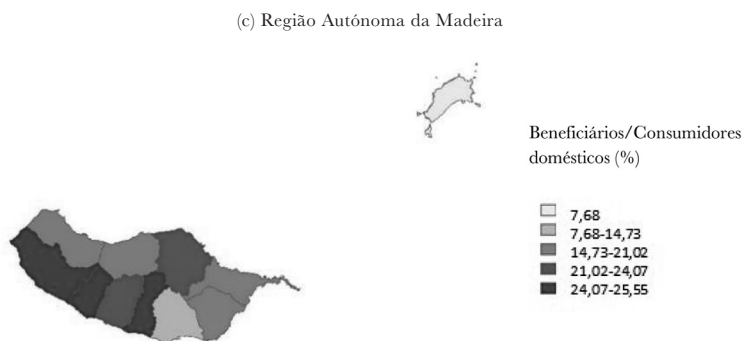 (c) Região Autónoma da Madeira
Beneficiários/Consumidores
domésticos (%)
7,68
7,68-14,73
14,73-21,02
21,02-24,07
24,07-25,55